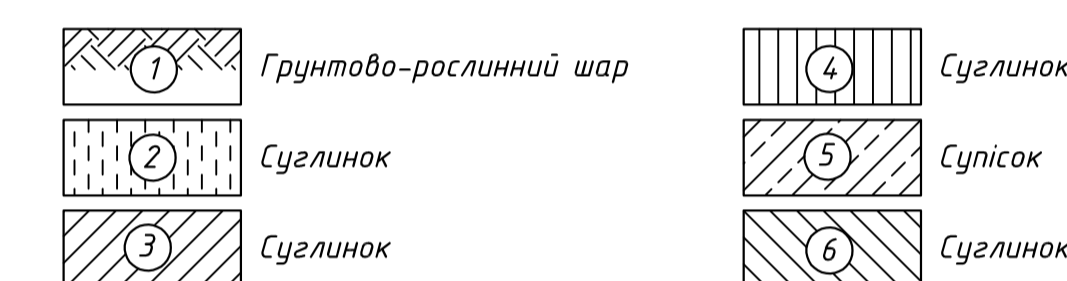 1 Грунтово-рослинний шар
2 Суглинок
3 Суглинок
4 Суглинок
5 Супісок
6 Суглинок